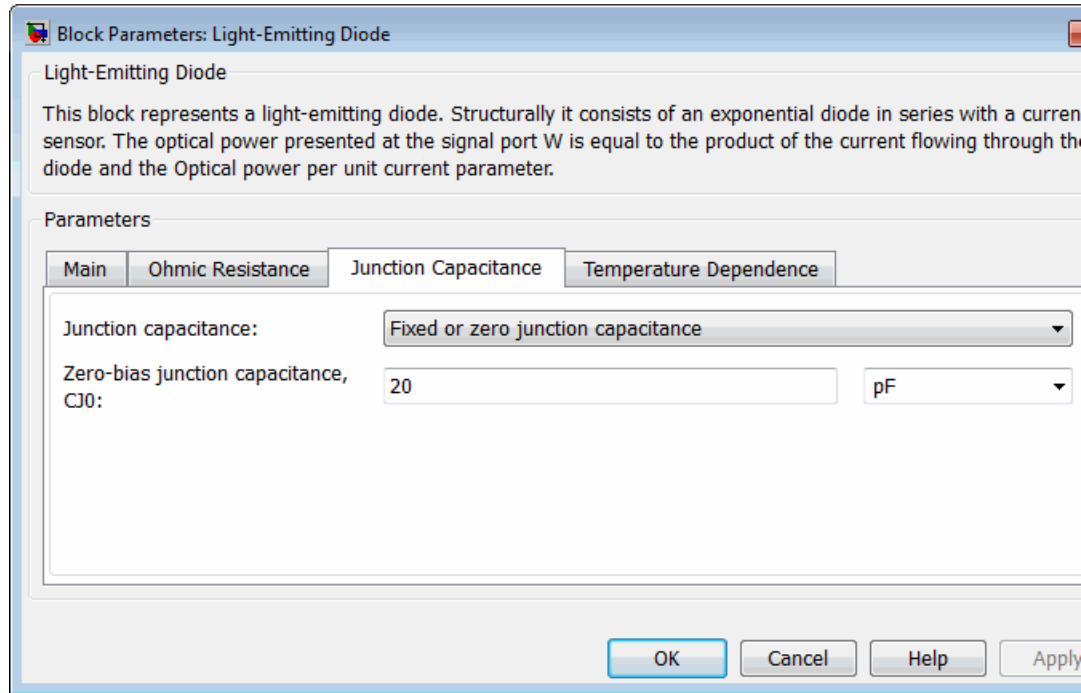 Block Parameters: Light-Emitting Diode
Light-Emitting Diode
This block represents a light-emitting diode. Structurally it consists of an exponential diode in series with a curren
sensor. The optical power presented at the signal port W is equal to the product of the current flowing through the
diode and the Optical power per unit current parameter.
Parameters
Main Ohmic Resistance Junction Capacitance Temperature Dependence
Junction capacitance: Fixed or zero junction capacitance
Zero-bias junction capacitance,
CJ0: 20 pF
OK Cancel Help Apply